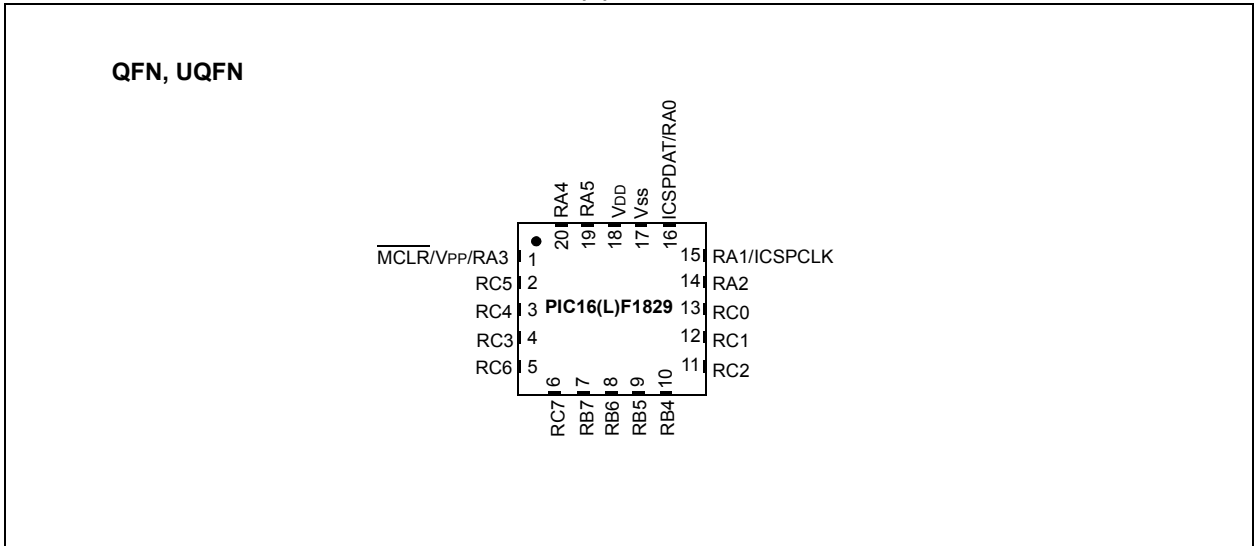 QFN, UQFN
20 RA4
19 RA5
18 VDD
17 Vss
16 ICSPDAT/RA0
MCLR/VPP/RA3 1
RC5 2
RC4 3
RC3 4
RC6 5
PIC16(L)F1829
15 RA1/ICSPCLK
14 RA2
13 RC0
12 RC1
11 RC2
RC7 6
RB7 7
RB6 8
RB5 9
RB4 10